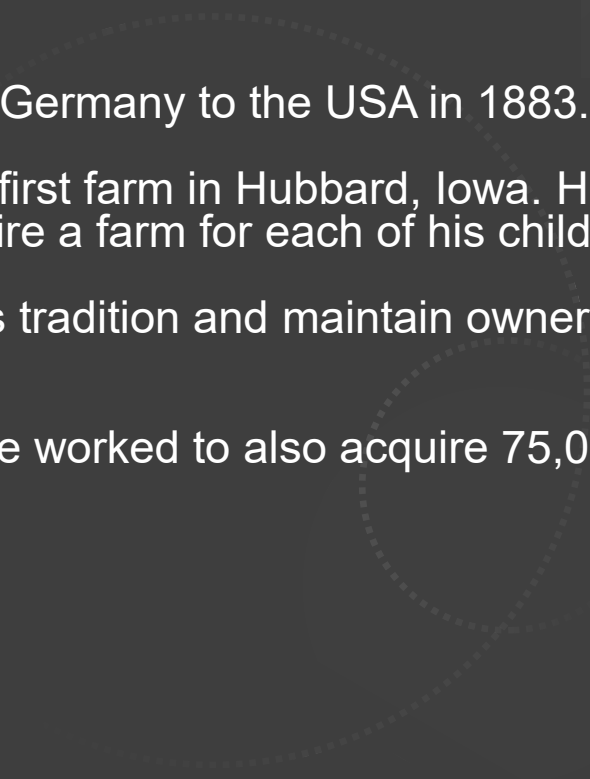 Germany to the USA in 1883.
first farm in Hubbard, Iowa. H
ire a farm for each of his child
s tradition and maintain owner
e worked to also acquire 75,0